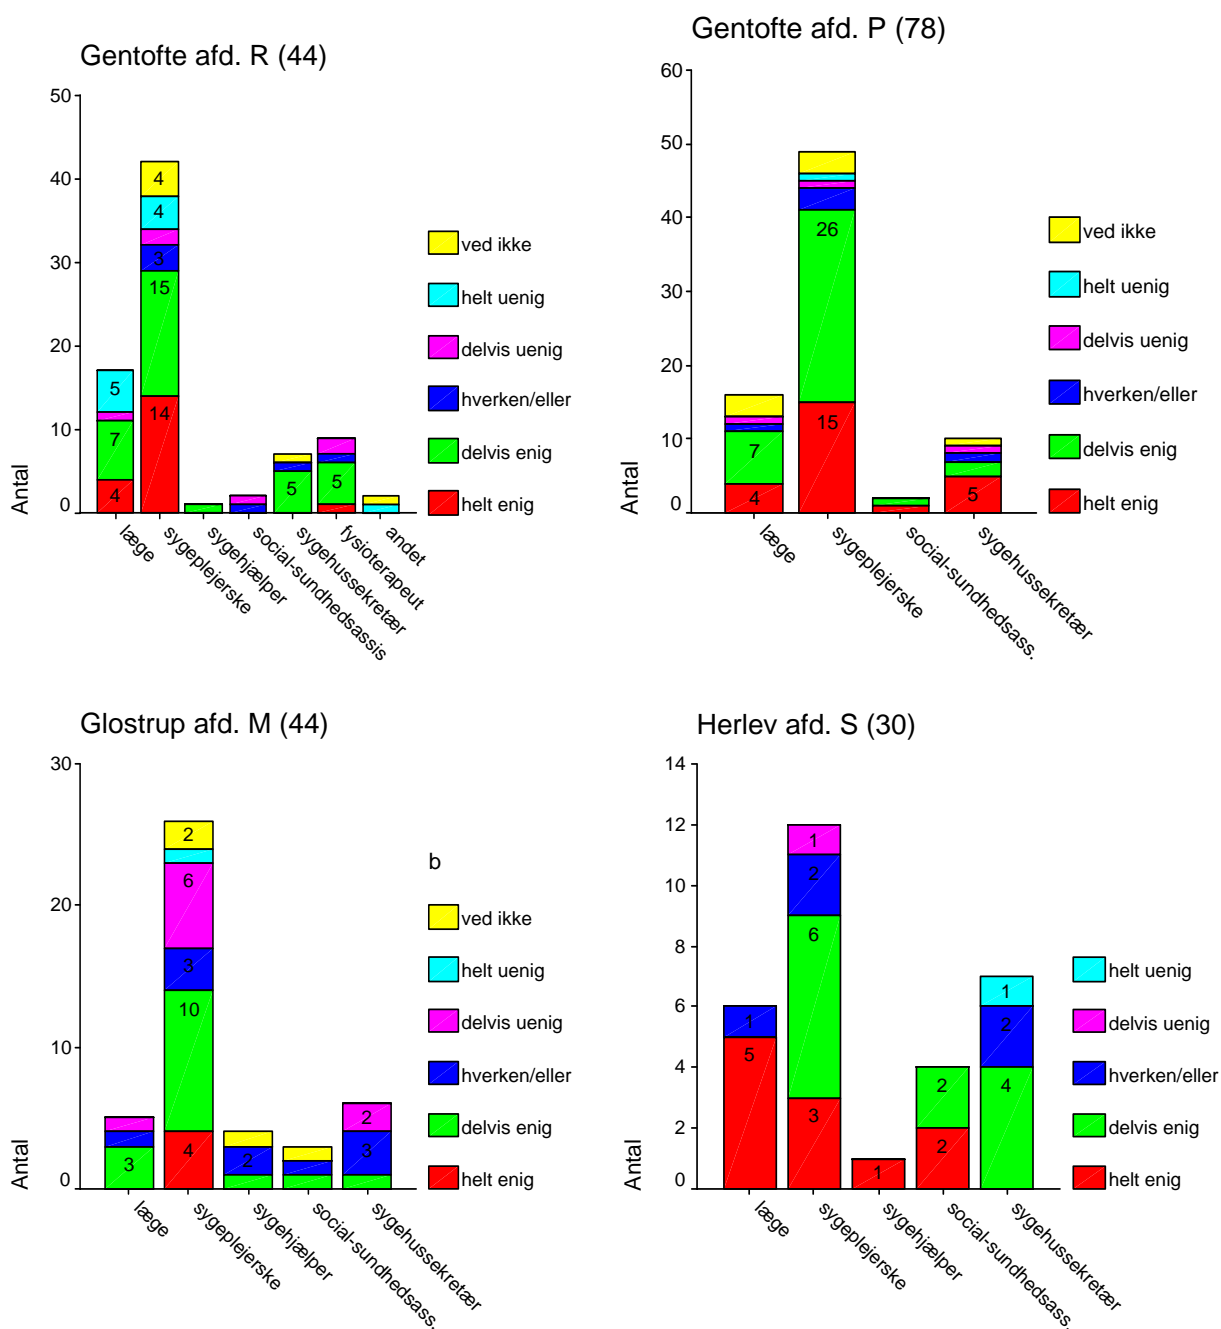 Gentofte afd. R (44)
50
40
30
20
10
0
Antal
4
4
3
15
14
5
7
4
5
5
læge
sygeplejerske
sygehjælper
social-sundhedsassis
sygehussekretær
fysioterapeut
andet
ved ikke
helt uenig
delvis uenig
hverken/eller
delvis enig
helt enig
Gentofte afd. P (78)
60
50
40
30
20
10
0
Antal
26
15
7
4
5
læge
sygeplejerske
social-sundhedsass.
sygehussekretær
ved ikke
helt uenig
delvis uenig
hverken/eller
delvis enig
helt enig
Glostrup afd. M (44)
30
20
10
0
Antal
2
6
3
10
4
3
2
2
3
læge
sygeplejerske
sygehjælper
social-sundhedsass.
sygehussekretær
b
ved ikke
helt uenig
delvis uenig
hverken/eller
delvis enig
helt enig
Herlev afd. S (30)
14
12
10
8
6
4
2
0
Antal
1
5
1
2
6
3
1
2
2
1
2
4
læge
sygeplejerske
sygehjælper
social-sundhedsass.
sygehussekretær
helt uenig
delvis uenig
hverken/eller
delvis enig
helt enig